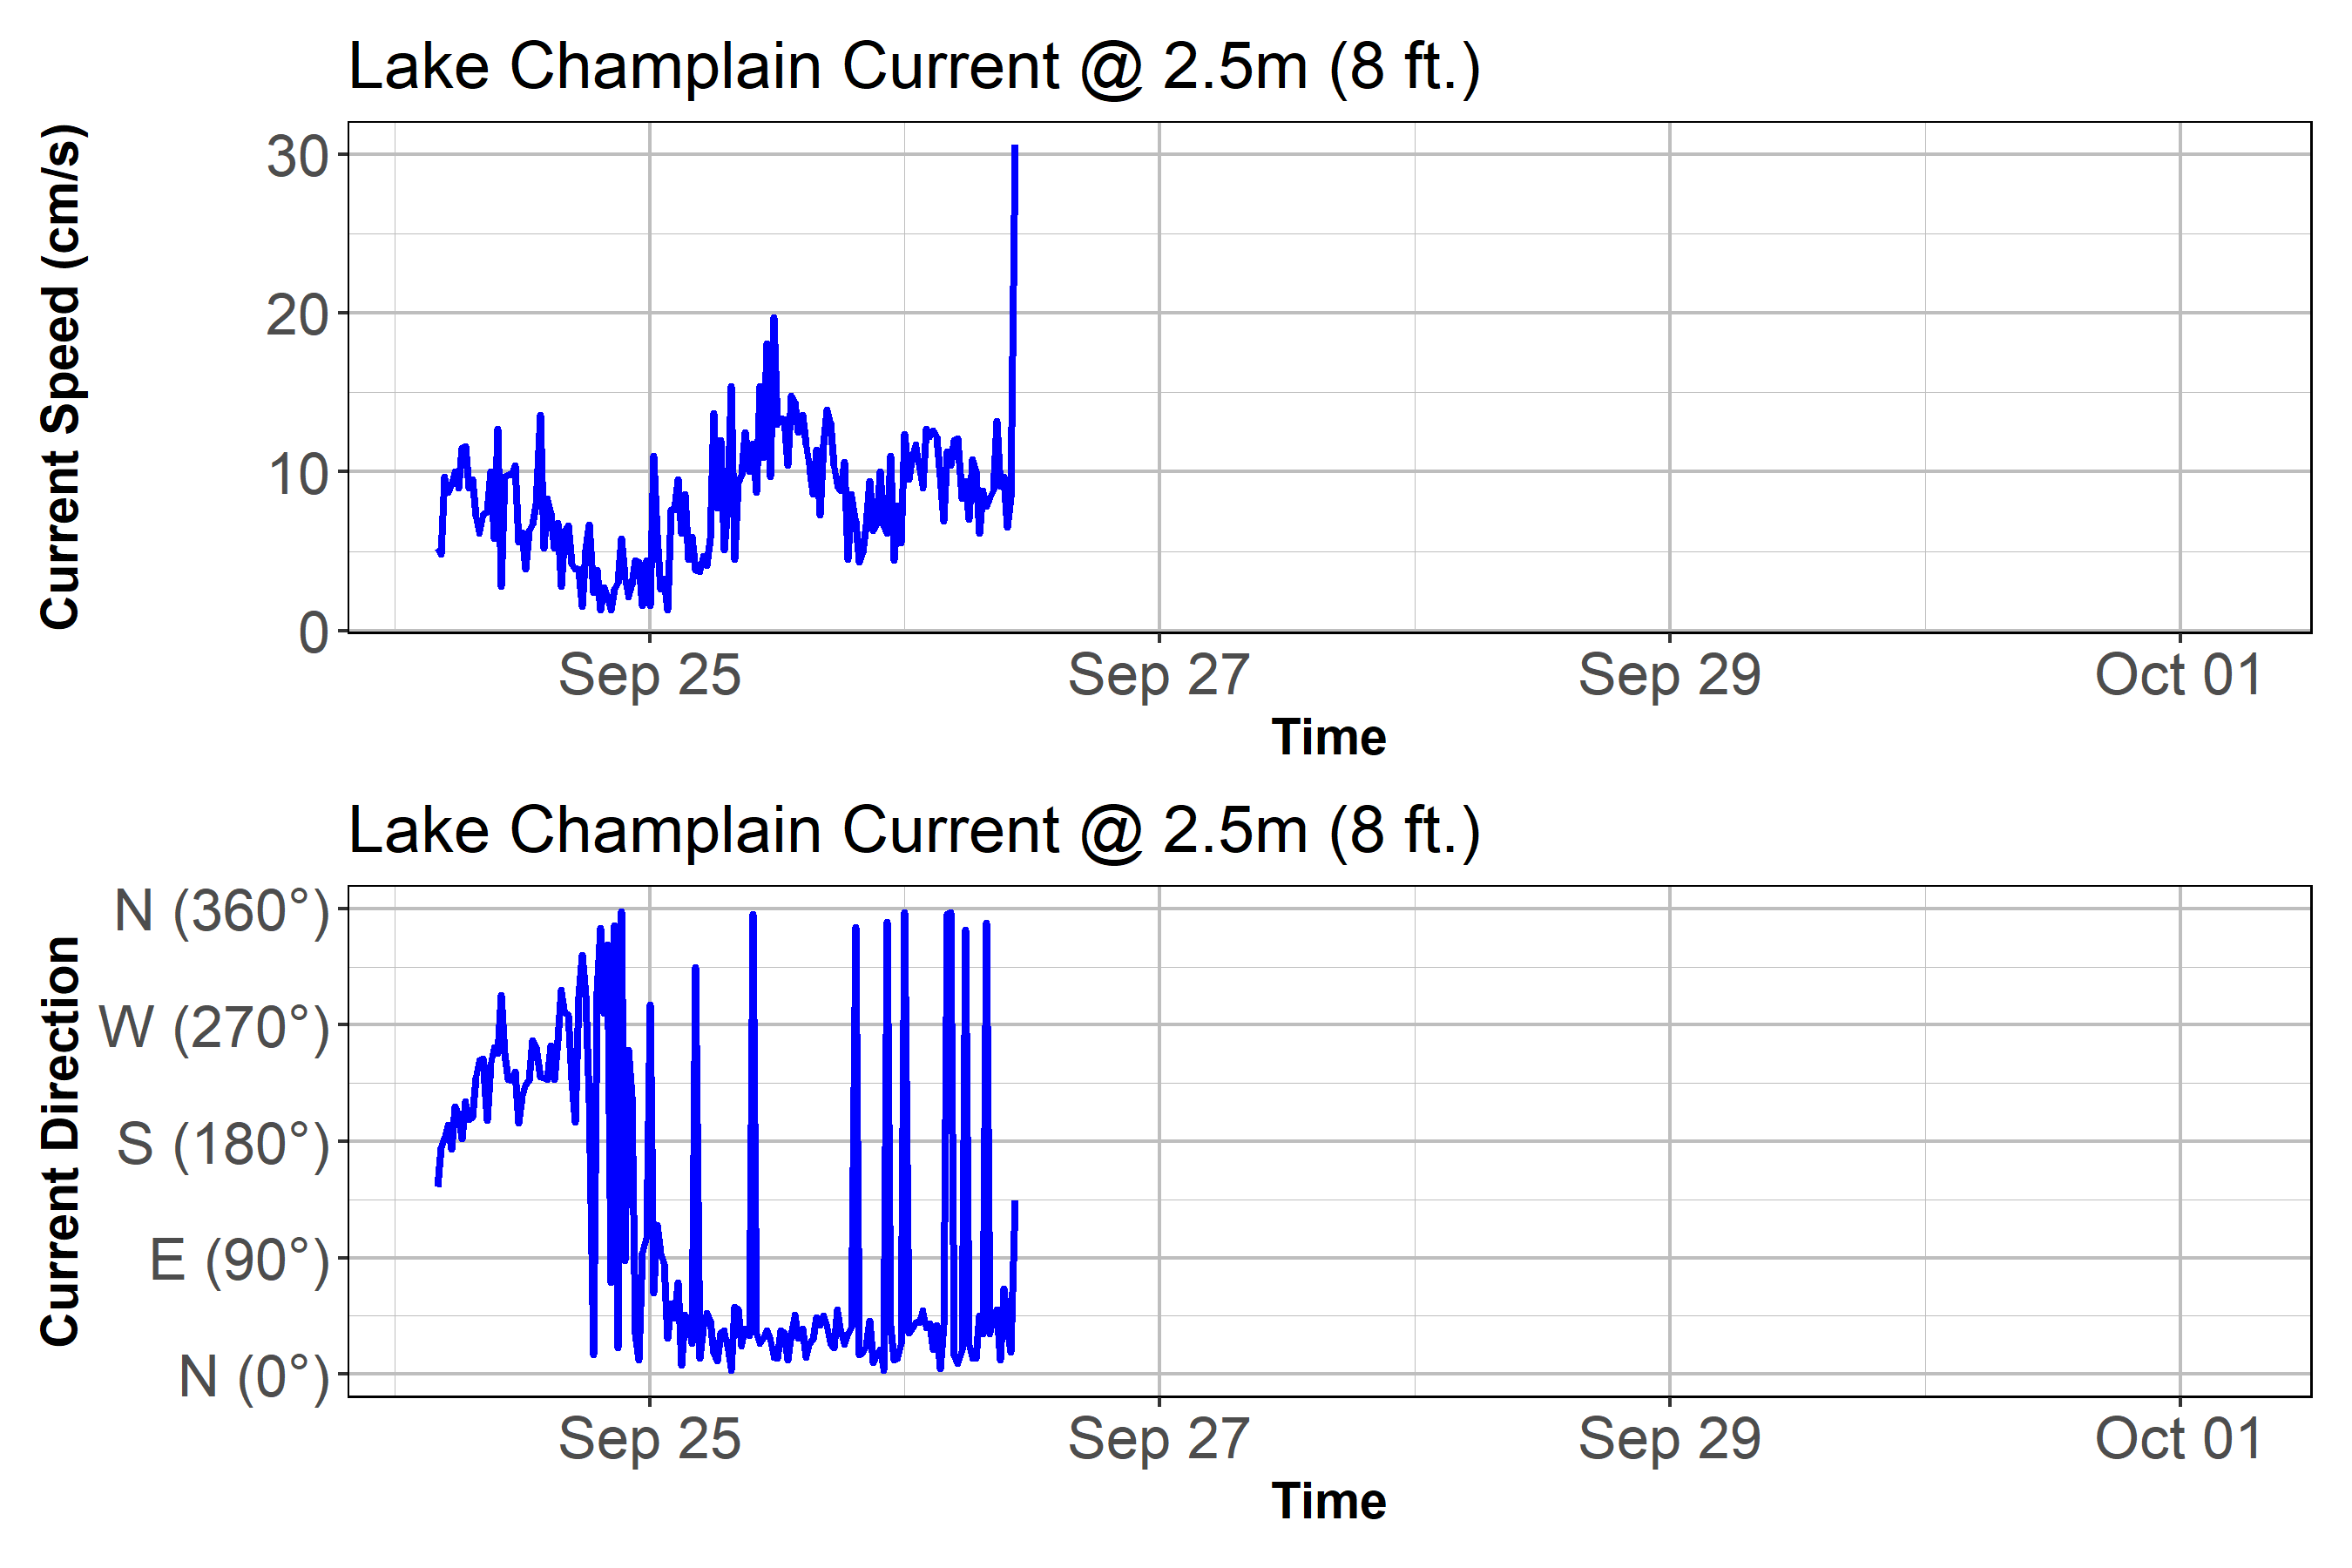 Lake Champlain Current @ 2.5m (8 ft.)
Current Speed (cm/s)
30
20
10
0
Sep 25 Sep 27 Sep 29 Oct 01
Time
Lake Champlain Current @ 2.5m (8 ft.)
Current Direction
N (360°)
W (270°)
S (180°)
E (90°)
N (0°)
Sep 25 Sep 27 Sep 29 Oct 01
Time